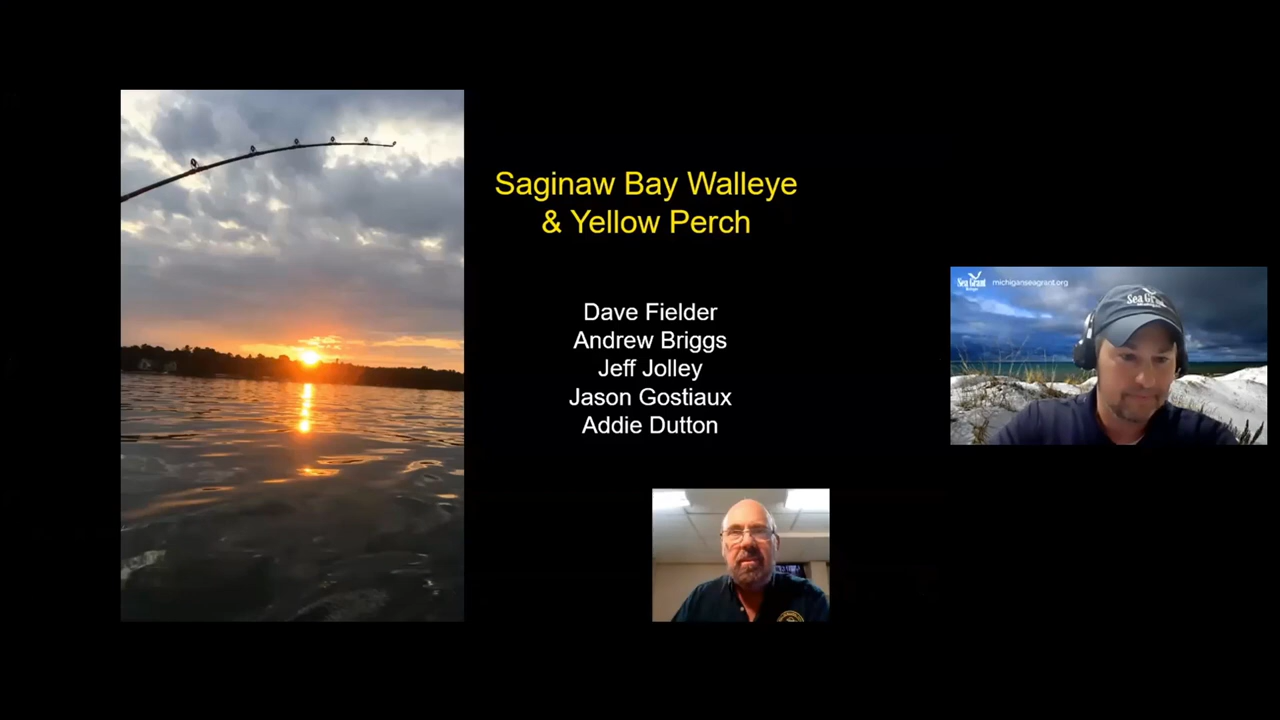 Saginaw Bay Walleye
& Yellow Perch
Dave Fielder
Andrew Briggs
Jeff Jolley
Jason Gostiaux
Addie Dutton
Sea Grant
michiganseagrant.org
Sea Grant